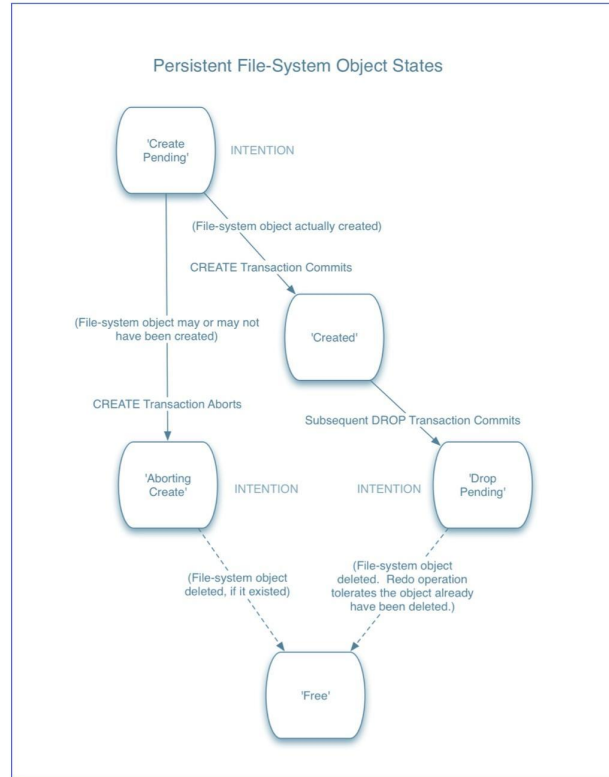 Persistent File-System Object States
'Create
Pending'
INTENTION
(File-system object actually created)
CREATE Transaction Commits
(File-system object may or may not
have been created)
'Created'
CREATE Transaction Aborts
Subsequent DROP Transaction Commits
'Aborting
Create'
INTENTION
INTENTION
'Drop
Pending'
(File-system object
deleted, if it existed)
(File-system object
deleted. Redo operation
tolerates the object already
have been deleted.)
'Free'